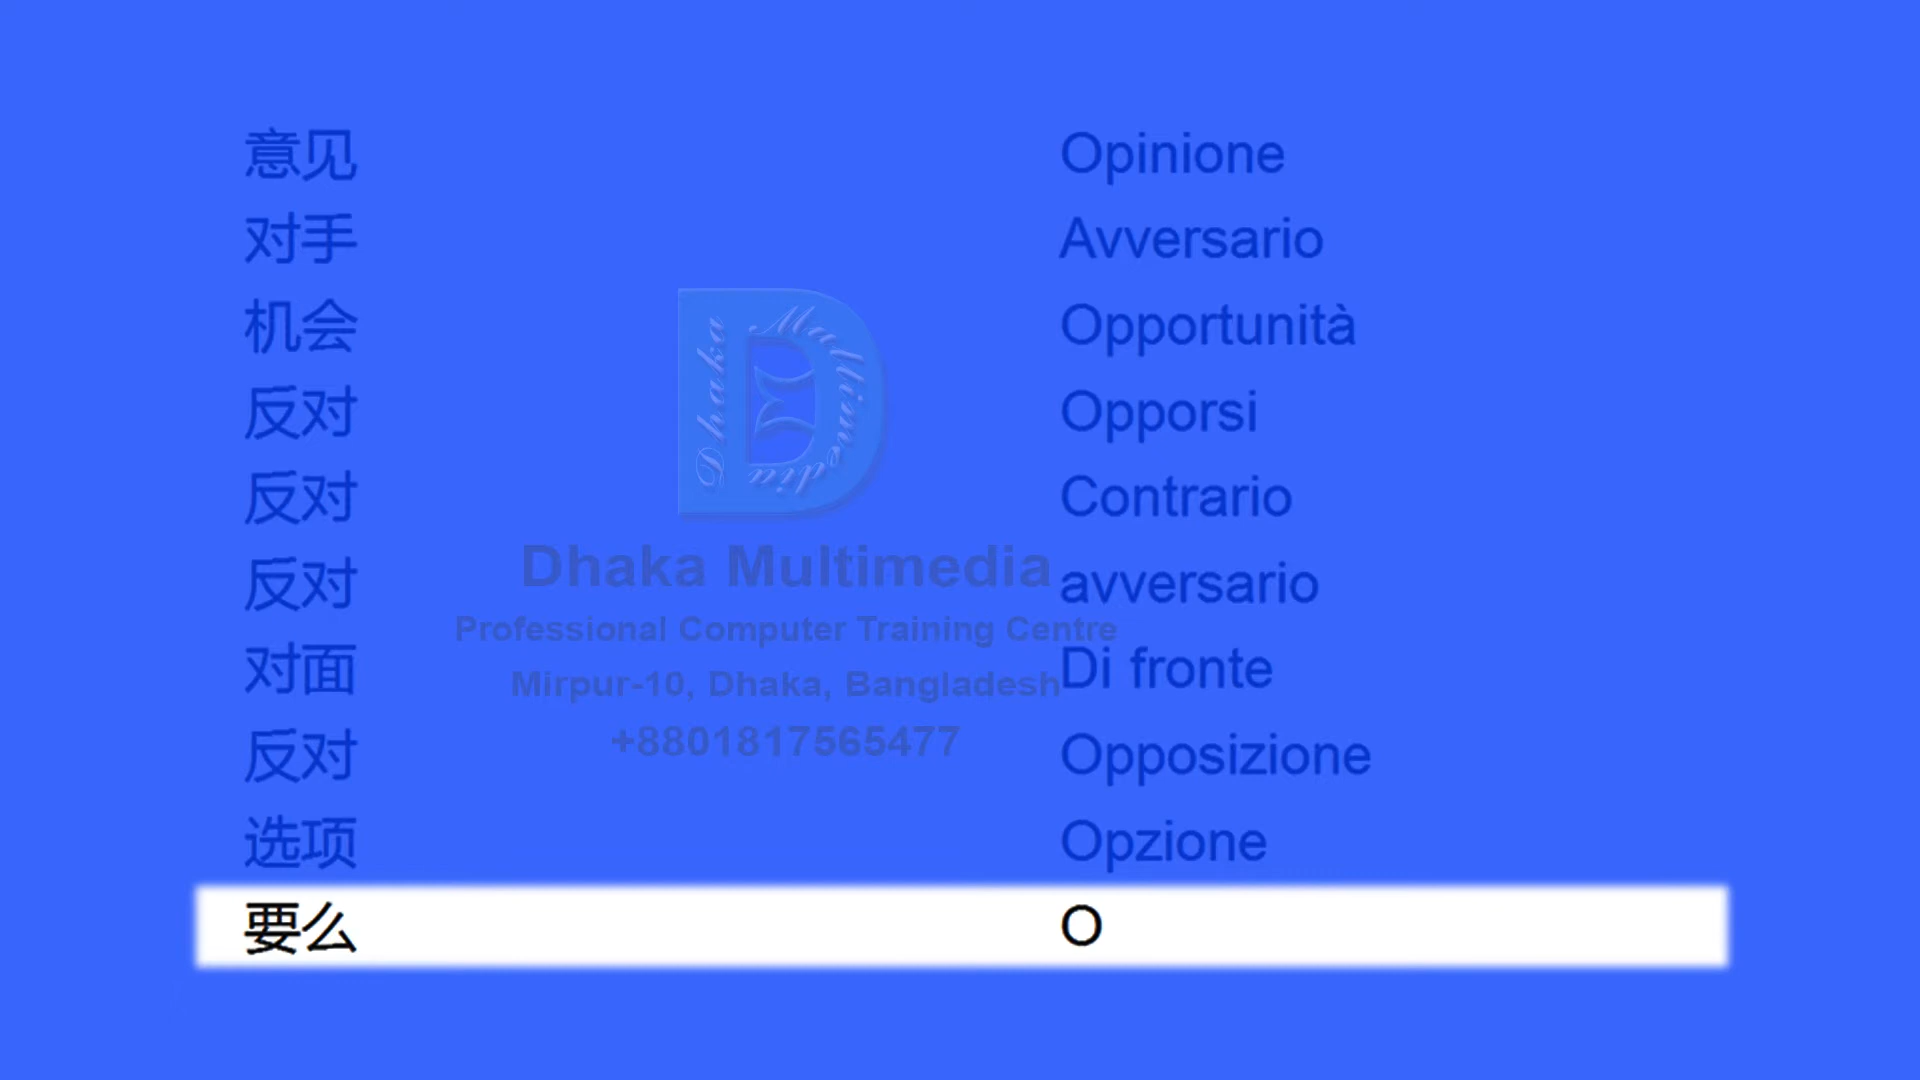 意见 Opinione
对手 Avversario
机会 Opportunità
反对 Opporsi
反对 Contrario
反对 avversario
对面 Di fronte
反对 Opposizione
选项 Opzione
要么 O
Dhaka Multimedia
Dhaka Multimedia
Professional Computer Training Centre
Mirpur-10, Dhaka, Bangladesh
+8801817565477